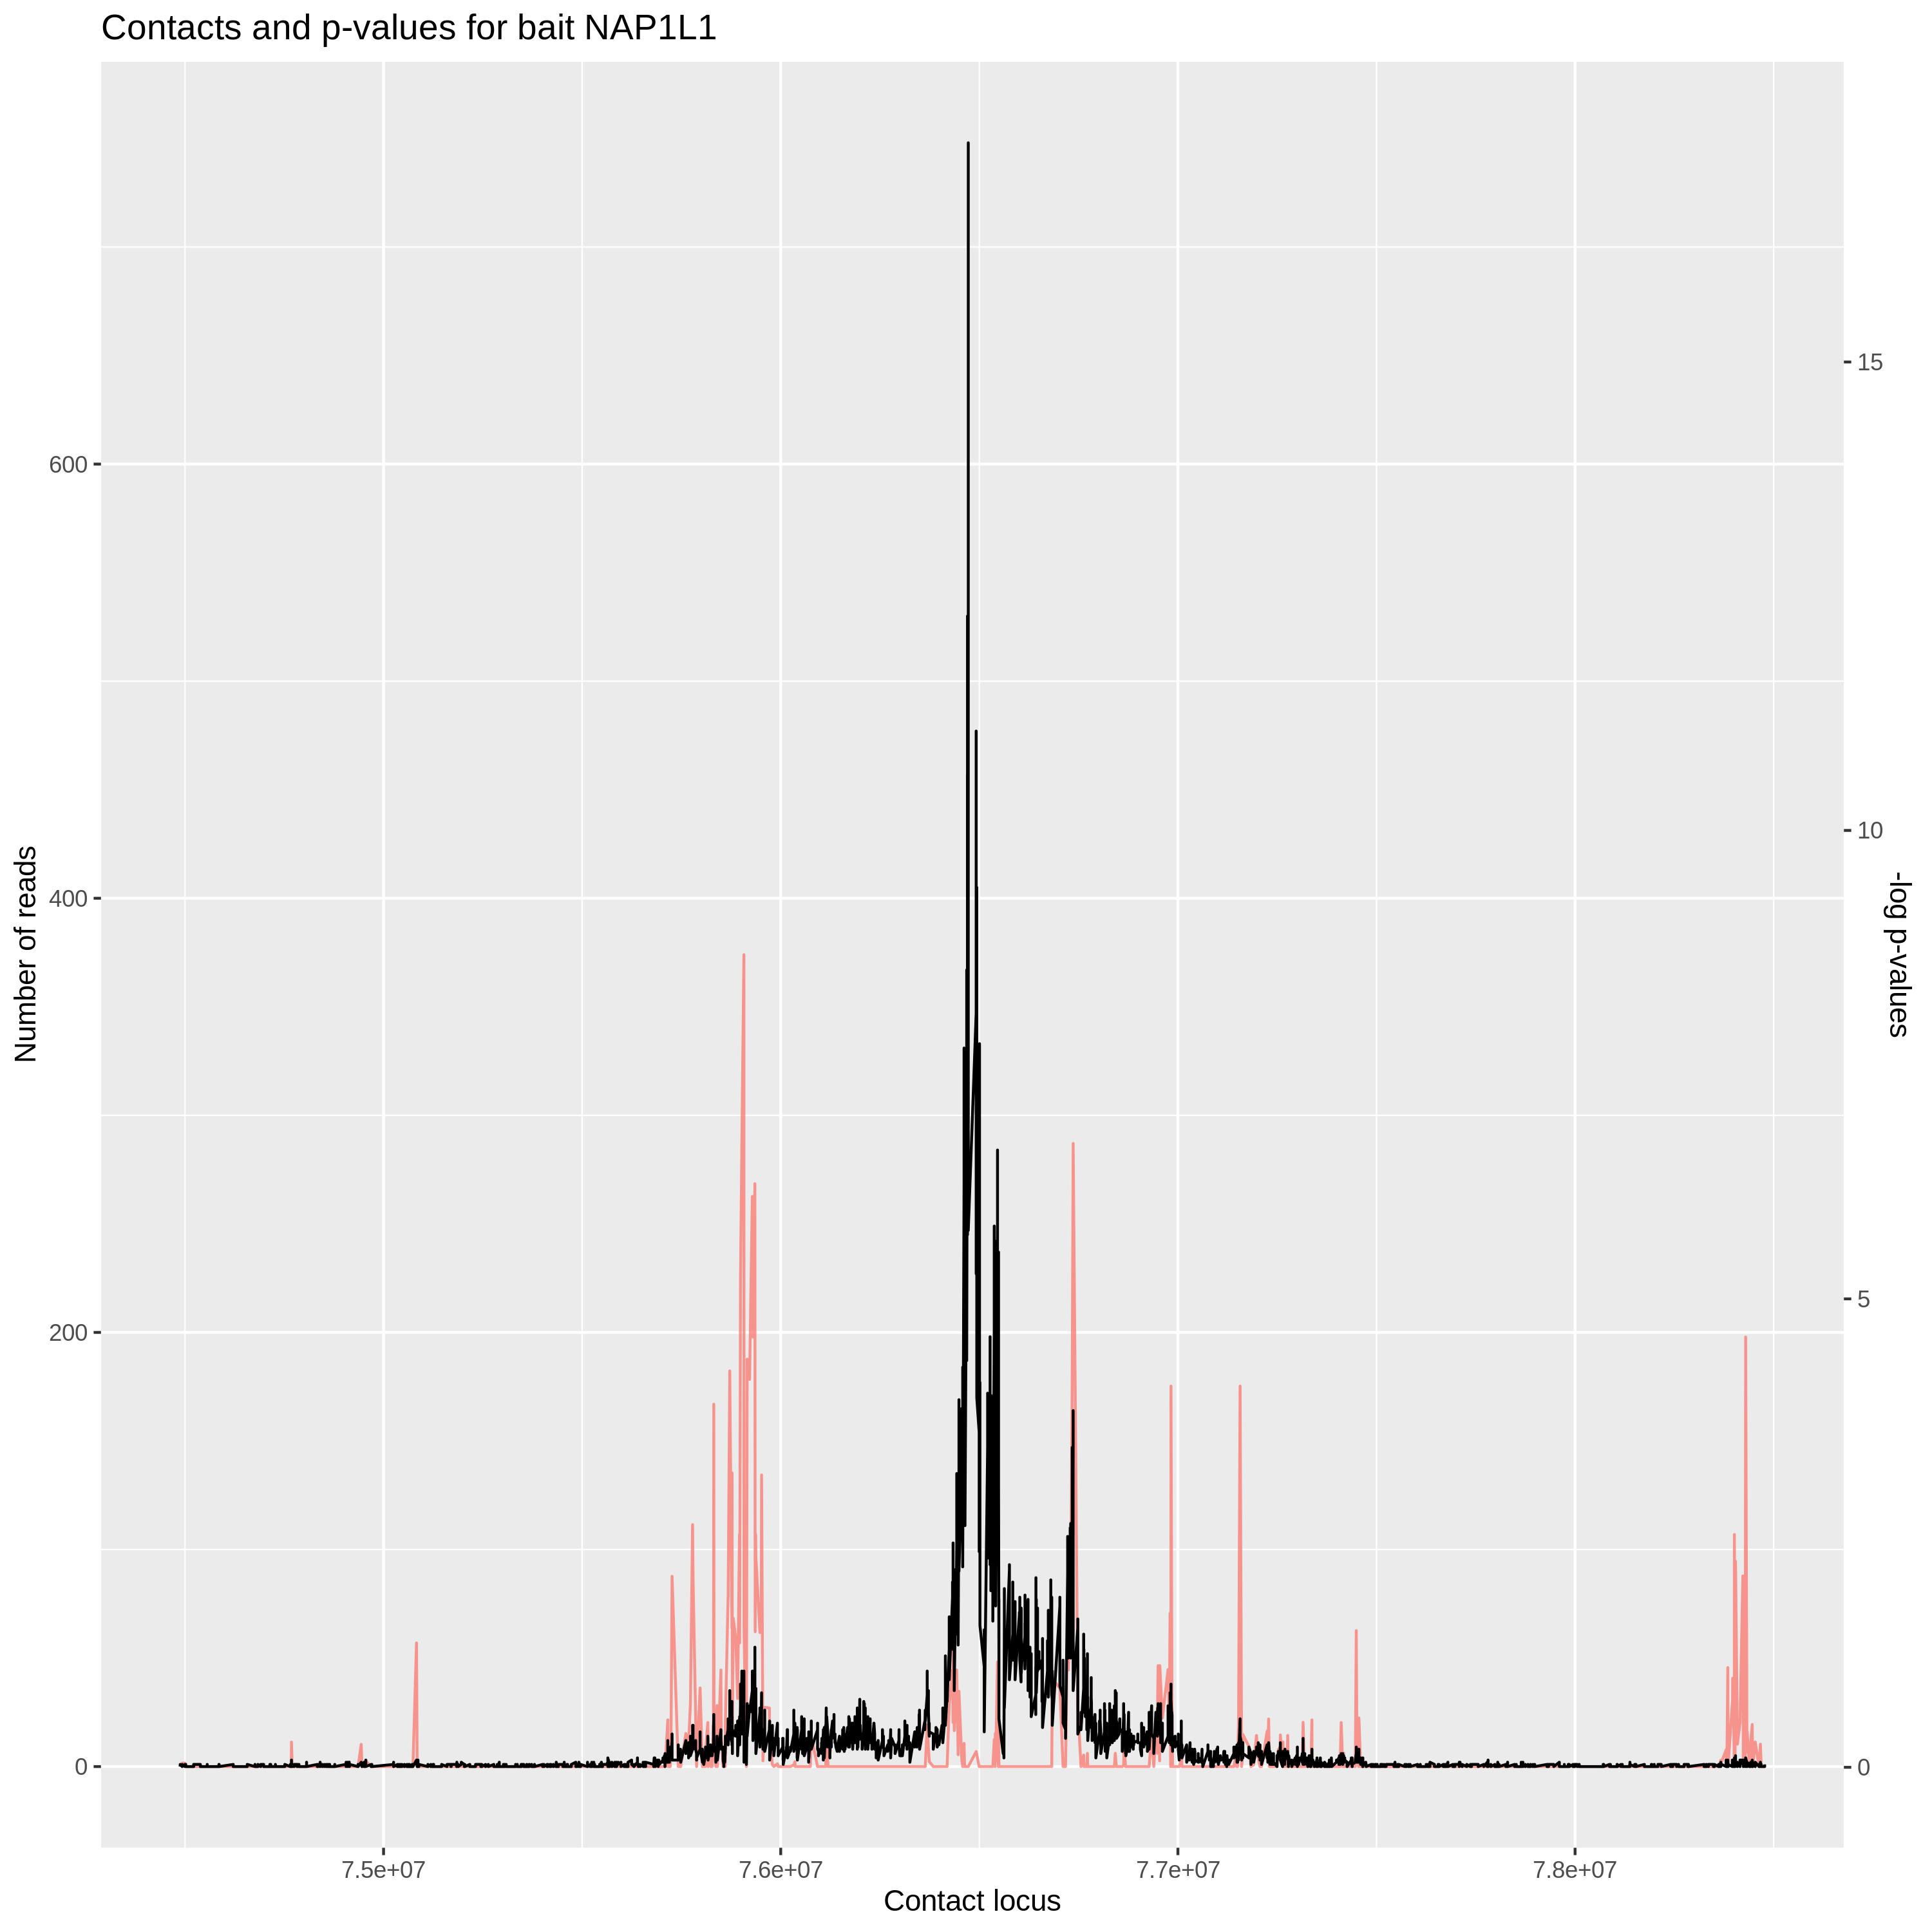 Contacts and p-values for bait NAP1L1
Number of reads
600
400
200
0
15
10
5
0
-log p-values
7.5e+07
7.6e+07
7.7e+07
7.8e+07
Contact locus